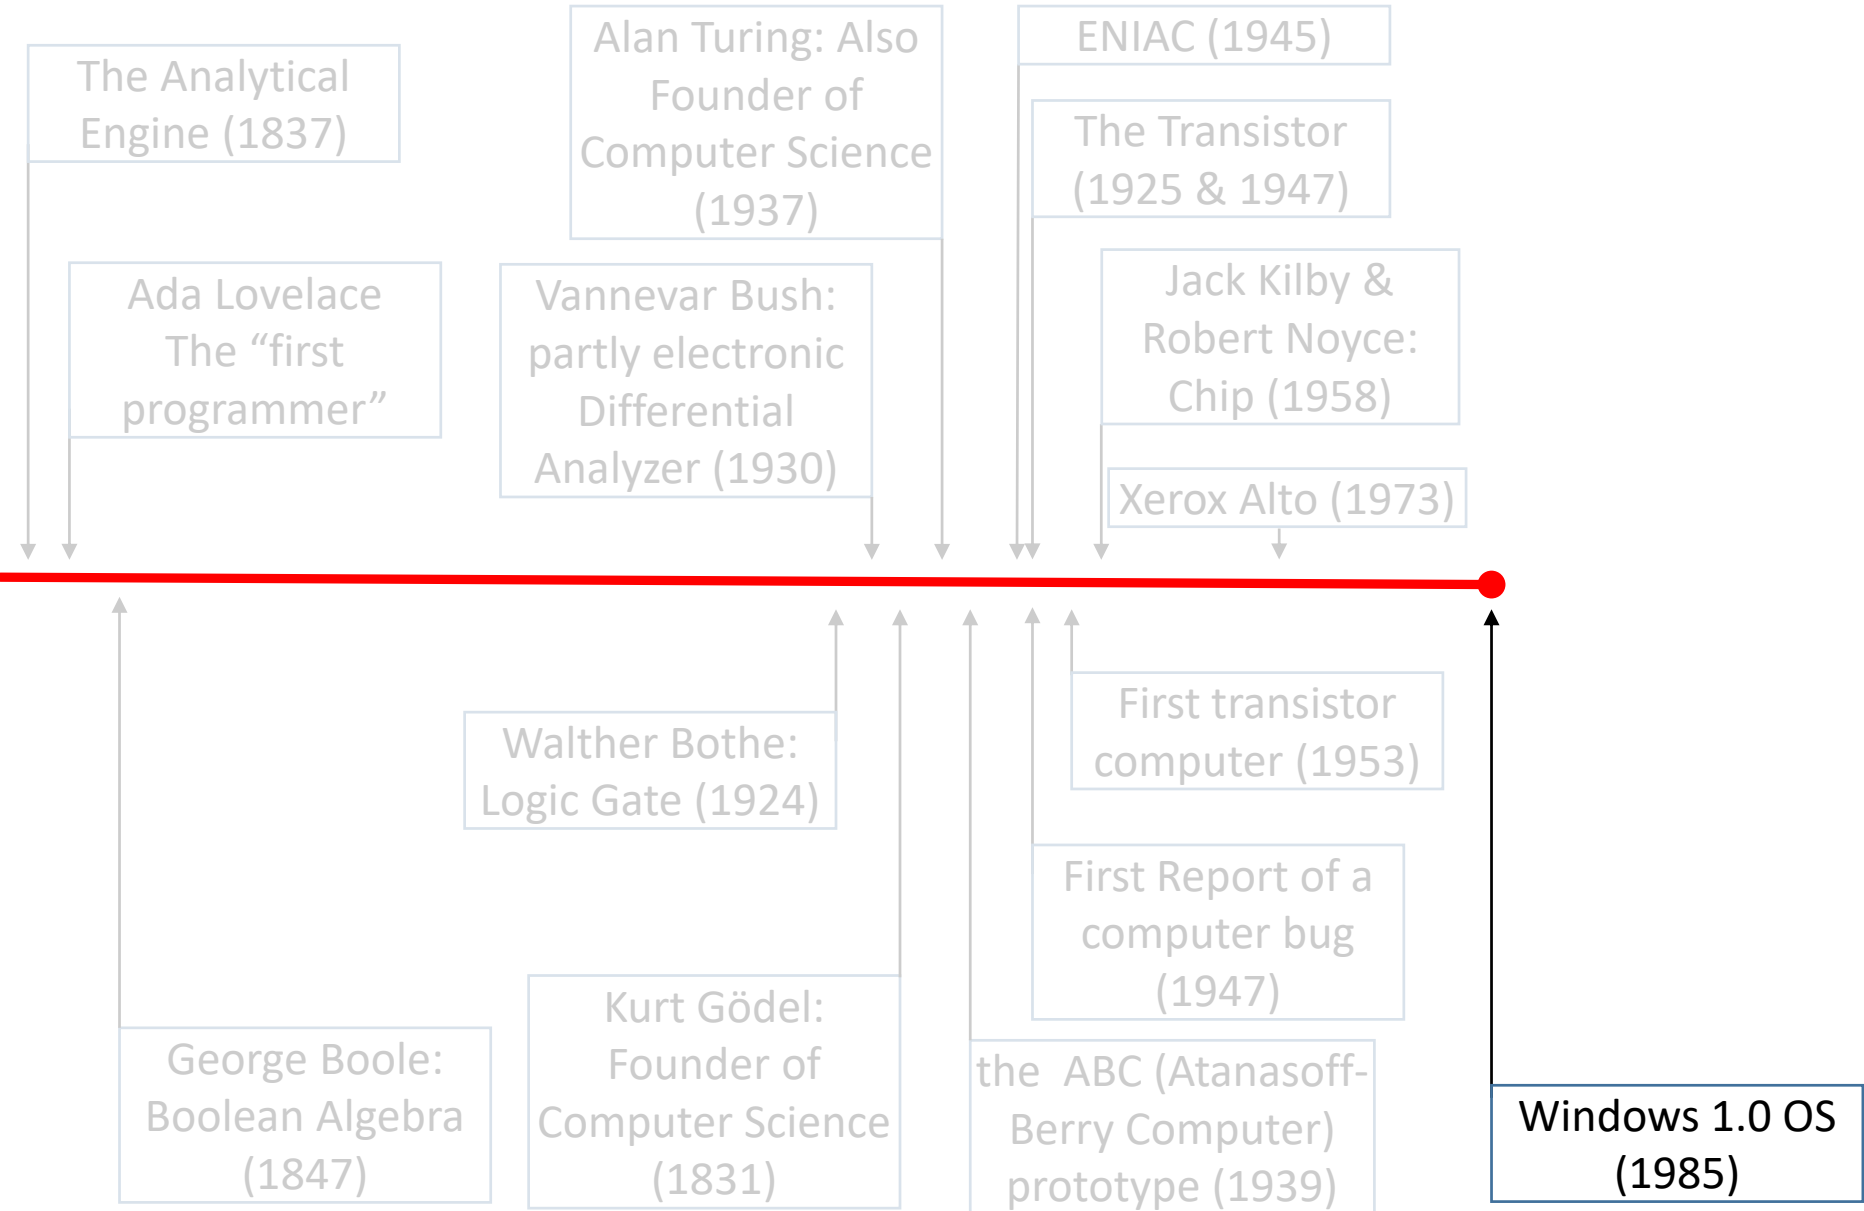 The Analytical
Engine (1837)
Ada Lovelace
The “first
programmer”
Alan Turing: Also
Founder of
Computer Science
(1937)
Vannevar Bush:
partly electronic
Differential
Analyzer (1930)
ENIAC (1945)
The Transistor
(1925 & 1947)
Jack Kilby &
Robert Noyce:
Chip (1958)
Xerox Alto (1973)
George Boole:
Boolean Algebra
(1847)
Walther Bothe:
Logic Gate (1924)
Kurt Gödel:
Founder of
Computer Science
(1831)
First transistor
computer (1953)
First Report of a
computer bug
(1947)
the ABC (Atanasoff-
Berry Computer)
prototype (1939)
Windows 1.0 OS
(1985)